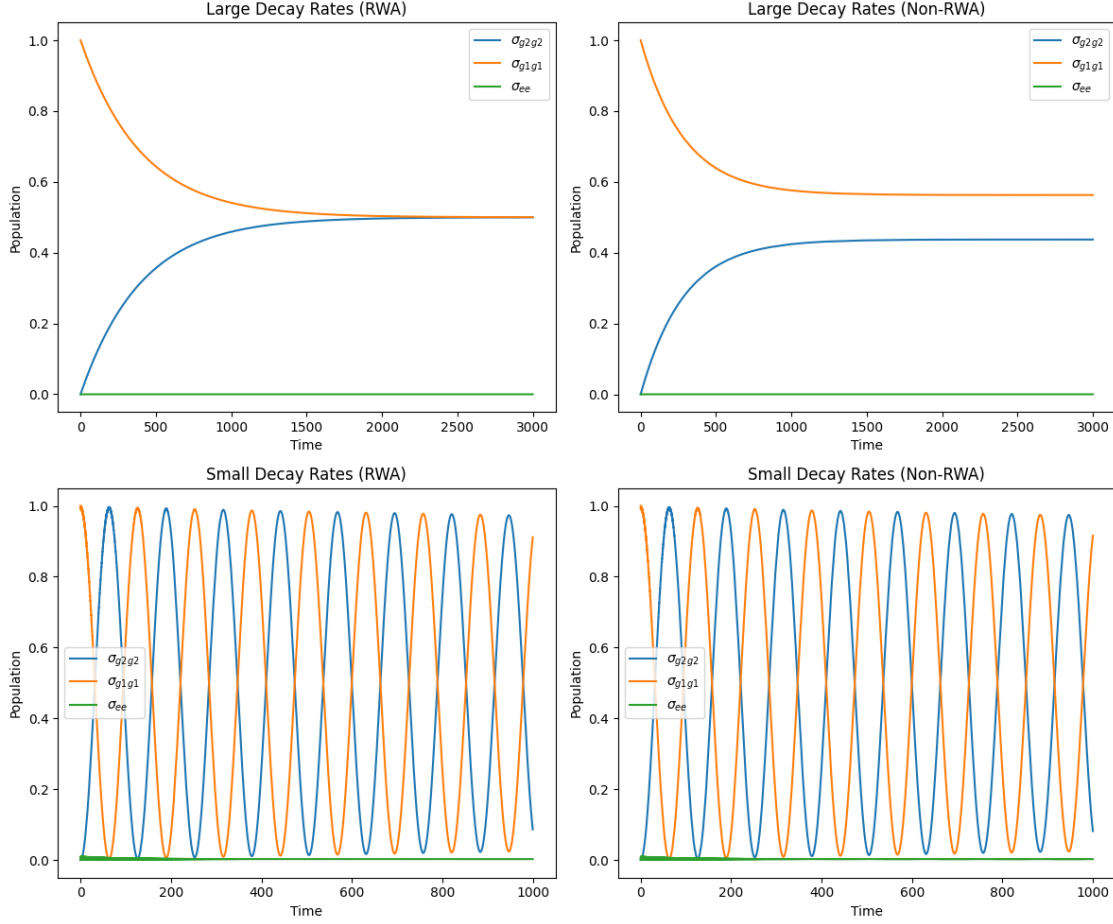 Large Decay Rates (RWA)
1.0
0.8
0.6
0.4
0.2
0.0
Population
σg2g2
σg1g1
σee
0
500
1000
1500
2000
2500
3000
Time
Large Decay Rates (Non-RWA)
1.0
0.8
0.6
0.4
0.2
0.0
Population
σg2g2
σg1g1
σee
0
500
1000
1500
2000
2500
3000
Time
Small Decay Rates (RWA)
1.0
0.8
0.6
0.4
0.2
0.0
Population
σg2g2
σg1g1
σee
0
200
400
600
800
1000
Time
Small Decay Rates (Non-RWA)
1.0
0.8
0.6
0.4
0.2
0.0
Population
σg2g2
σg1g1
σee
0
200
400
600
800
1000
Time